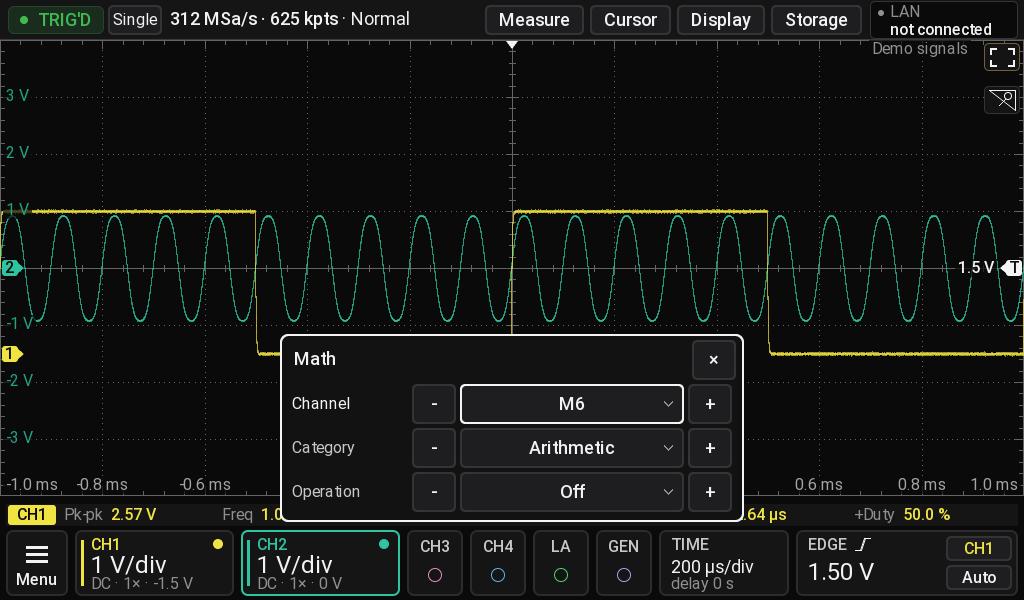 TRIG'D Single 312 MSa/s · 625 kpts · Normal Measure Cursor Display Storage LAN
not connected
Demo signals
3 V
2 V
1 V
2 1.5 V T
-1 V
1
-2 V
-3 V
-1.0 ms -0.8 ms -0.6 ms 0.6 ms 0.8 ms 1.0 ms
Math ×
Channel - M6 +
Category - Arithmetic +
Operation - Off +
CH1 Pk-pk 2.57 V Freq 1.0 .64 µs +Duty 50.0 %
Menu
CH1
1 V/div
DC · 1× · -1.5 V
CH2
1 V/div
DC · 1× · 0 V
CH3 CH4 LA GEN
TIME
200 µs/div
delay 0 s
EDGE CH1
1.50 V Auto